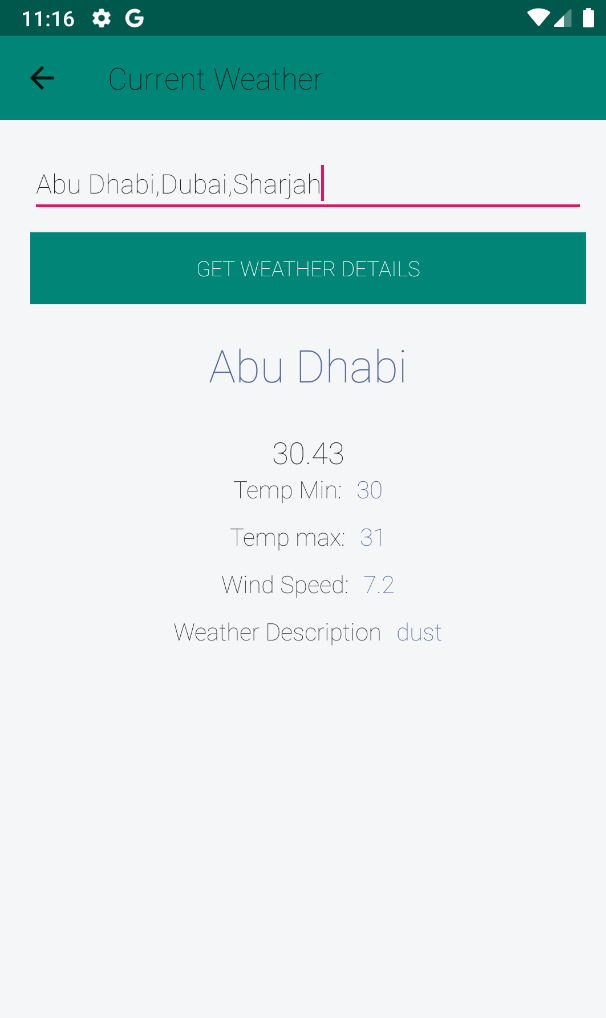 11:16
Current Weather
Abu Dhabi,Dubai,Sharjah
GET WEATHER DETAILS
Abu Dhabi
30.43
Temp Min: 30
Temp max: 31
Wind Speed: 7.2
Weather Description dust